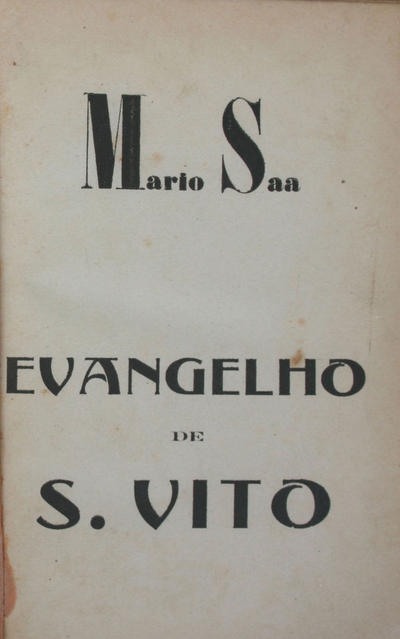 Mario Saa
EVANGELHO
DE
S. VITO